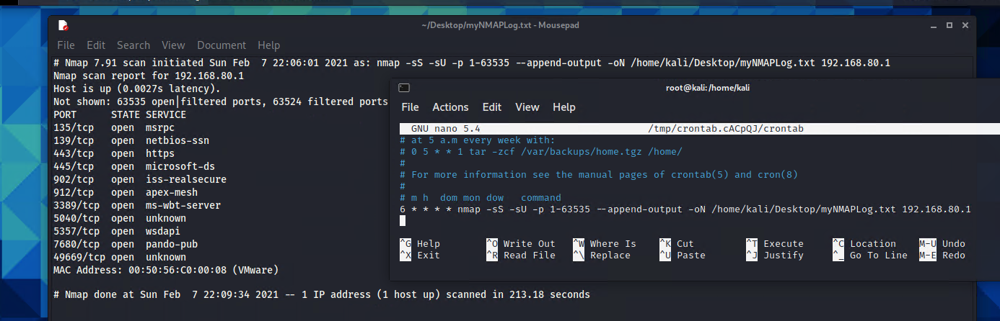 ~/Desktop/myNMAPLog.txt - Mousepad
File Edit Search View Document Help
# Nmap 7.91 scan initiated Sun Feb  7 22:06:01 2021 as: nmap -sS -sU -p 1-63535 --append-output -oN /home/kali/Desktop/myNMAPLog.txt 192.168.80.1
Nmap scan report for 192.168.80.1
Host is up (0.0027s latency).
Not shown: 63535 open|filtered ports, 63524 filtered ports
PORT      STATE SERVICE
135/tcp   open  msrpc
139/tcp   open  netbios-ssn
443/tcp   open  https
445/tcp   open  microsoft-ds
902/tcp   open  iss-realsecure
912/tcp   open  apex-mesh
3389/tcp  open  ms-wbt-server
5040/tcp  open  unknown
5357/tcp  open  wsdapi
7680/tcp  open  pando-pub
49669/tcp open  unknown
MAC Address: 00:50:56:C0:00:08 (VMware)
# Nmap done at Sun Feb  7 22:09:34 2021 -- 1 IP address (1 host up) scanned in 213.18 seconds
root@kali:/home/kali
File Actions Edit View Help
GNU nano 5.4 /tmp/crontab.cACpQJ/crontab
# at 5 a.m every week with:
# 0 5 * * 1 tar -zcf /var/backups/home.tgz /home/
#
# For more information see the manual pages of crontab(5) and cron(8)
#
# m h  dom mon dow   command
6 * * * * nmap -sS -sU -p 1-63535 --append-output -oN /home/kali/Desktop/myNMAPLog.txt 192.168.80.1
^G Help ^O Write Out ^W Where Is ^K Cut ^T Execute ^C Location M-U Undo
^X Exit ^R Read File ^\ Replace ^U Paste ^J Justify ^_ Go To Line M-E Redo